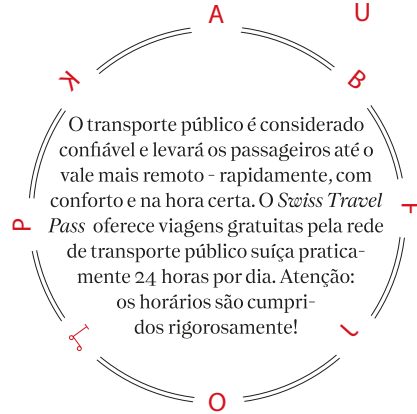 A
U
K
B
O transporte público é considerado
confiável e levará os passageiros até o
vale mais remoto - rapidamente, com
conforto e na hora certa. O Swiss Travel
Pass oferece viagens gratuitas pela rede
de transporte público suíça pratica-
mente 24 horas por dia. Atenção:
os horários são cumpri-
dos rigorosamente!
P
F
J
O